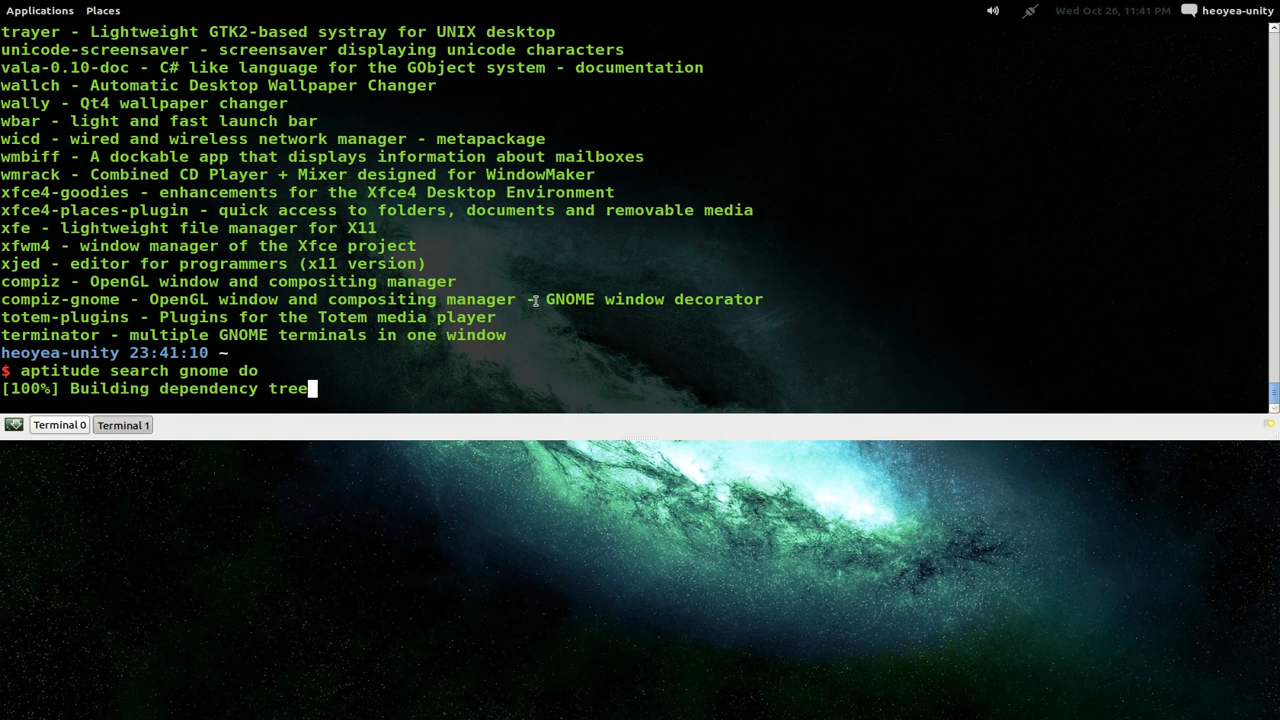 Applications Places Wed Oct 26, 11:41 PM heoyea-unity
trayer - Lightweight GTK2-based systray for UNIX desktop
unicode-screensaver - screensaver displaying unicode characters
vala-0.10-doc - C# like language for the GObject system - documentation
wallch - Automatic Desktop Wallpaper Changer
wally - Qt4 wallpaper changer
wbar - light and fast launch bar
wicd - wired and wireless network manager - metapackage
wmbiff - A dockable app that displays information about mailboxes
wmrack - Combined CD Player + Mixer designed for WindowMaker
xfce4-goodies - enhancements for the Xfce4 Desktop Environment
xfce4-places-plugin - quick access to folders, documents and removable media
xfe - lightweight file manager for X11
xfwm4 - window manager of the Xfce project
xjed - editor for programmers (x11 version)
compiz - OpenGL window and compositing manager
compiz-gnome - OpenGL window and compositing manager - GNOME window decorator
totem-plugins - Plugins for the Totem media player
terminator - multiple GNOME terminals in one window
heoyea-unity 23:41:10 ~
$ aptitude search gnome do
[100%] Building dependency tree
Terminal 0 Terminal 1